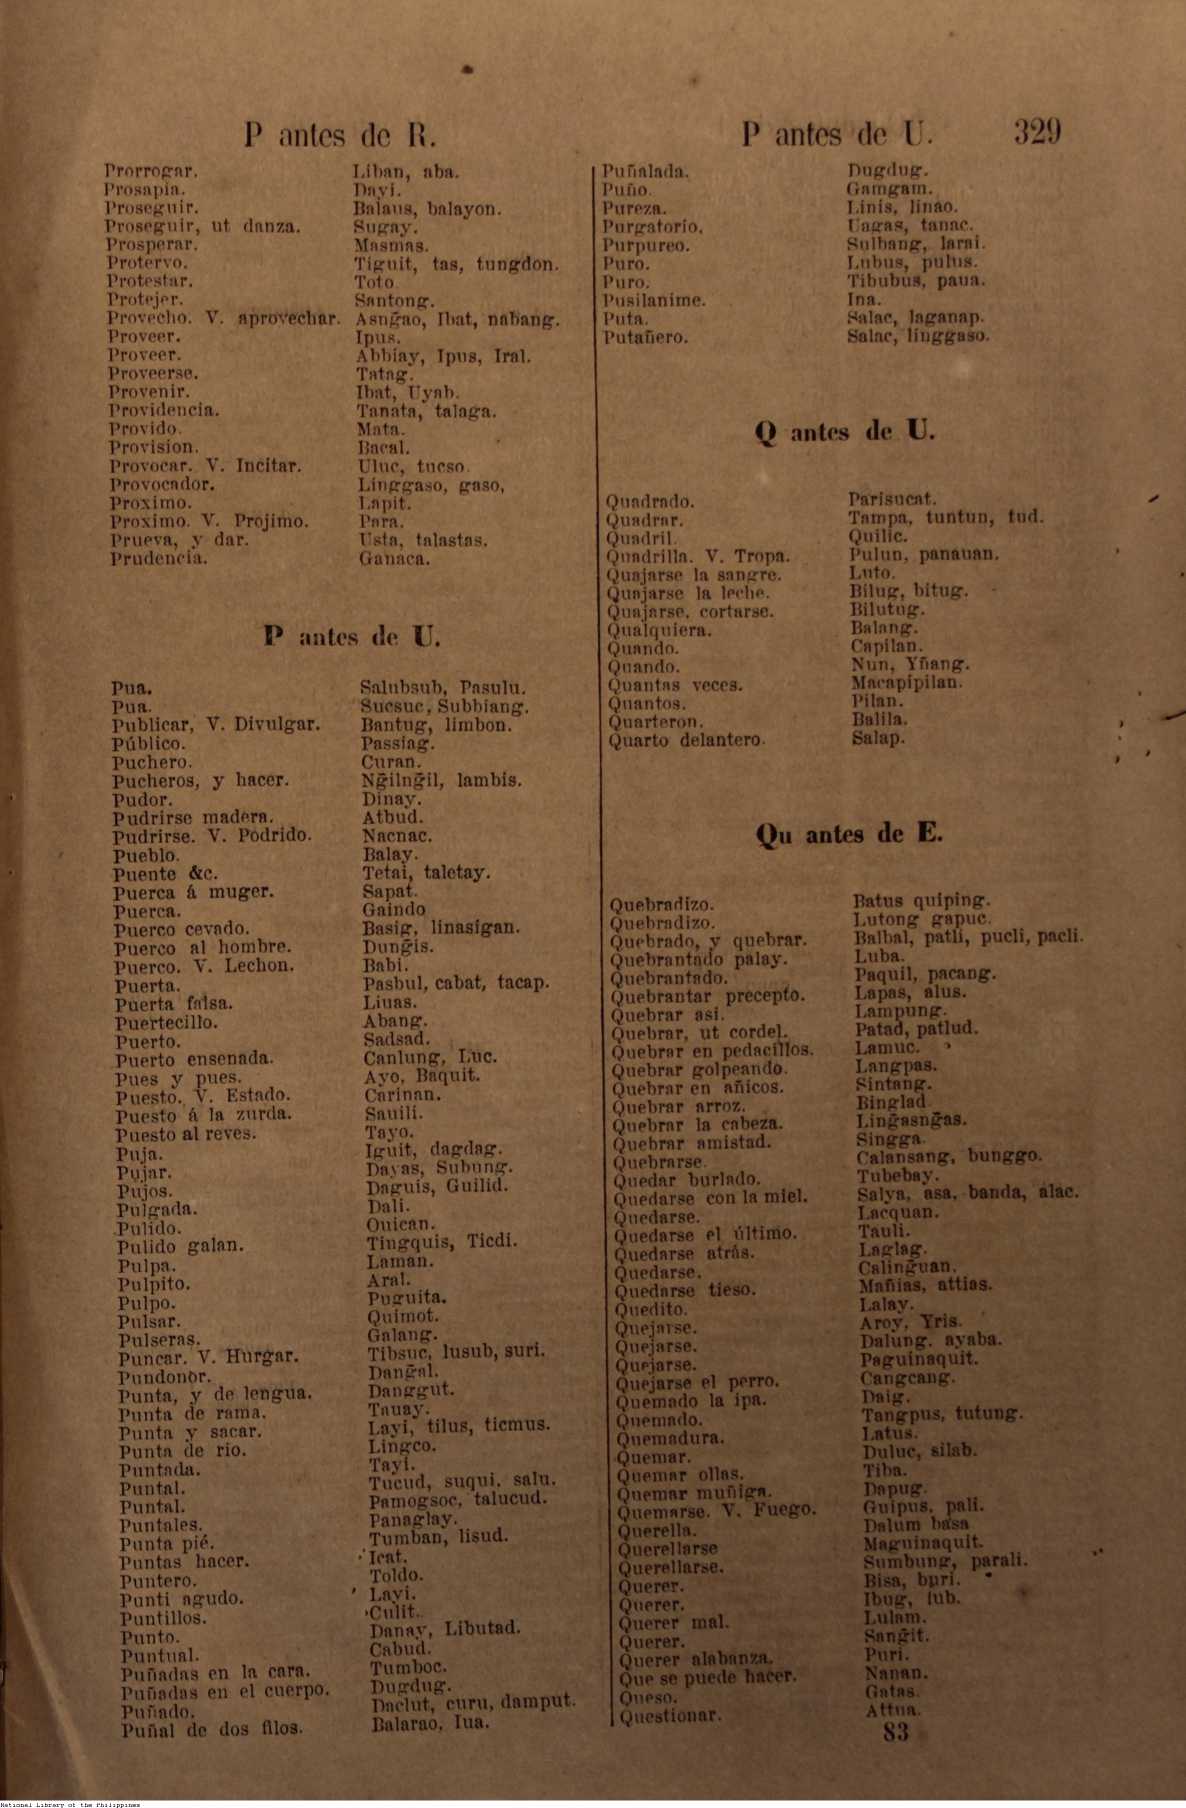 P antes de R.
Prorrogar. Liban, aba.
Prosapia. Dayi.
Proseguir. Balaus, balayon.
Proseguir, ut danza. Sugay.
Prosperar. Masmas.
Protervo. Tiguit, tas, tungdon.
Protestar. Toto
Protejer. Santong.
Provecho. V. aprovechar. Asng̃ao, Ibat, nabang.
Proveer. Ipus.
Proveer. Abbiay, Ipus, Iral.
Proveerse. Tatag.
Provenir. Ibat, Uyab.
Providencia. Tanata, talaga.
Provido. Mata.
Provision. Bacal.
Provocar. V. Incitar. Uluc, tucso.
Provocador. Linggaso, gaso,
Proximo. Lapit.
Proximo. V. Projimo. Para.
Prueva, y dar. Usta, talastas.
Prudencia. Ganaca.
P antes de U.
Pua. Salubsub, Pasulu.
Pua. Sucsuc, Subbiang.
Publicar, V. Divulgar. Bantug, limbon.
Público. Passiag.
Puchero. Curan.
Pucheros, y hacer. Ng̃ilng̃il, lambis.
Pudor. Dinay.
Pudrirse madera. Atbud.
Pudrirse. V. Pódrido. Nacnac.
Pueblo. Balay.
Puente &c. Tetai, taletay.
Puerca á muger. Sapat.
Puerca. Gaindo
Puerco cevado. Basig, linasigan.
Puerco al hombre. Dung̃is.
Puerco. V. Lechon. Babi.
Puerta. Pasbul, cabat, tacap.
Puerta falsa. Liuas.
Puertecillo. Abang.
Puerto. Sadsad.
Puerto ensenada. Canlung, Luc.
Pues y pues. Ayo, Baquit.
Puesto. V. Estado. Carinan.
Puesto á la zurda. Sauili.
Puesto al reves. Tayo.
Puja. Iguit, dagdag.
Pujar. Dayas, Subung.
Pujos. Daguis, Guilid.
Pulgada. Dali.
Pulido. Ouican.
Pulido galan. Tingquis, Ticdi.
Pulpa. Laman.
Pulpito. Aral.
Pulpo. Puguita.
Pulsar. Quimot.
Pulseras. Galang.
Puncar. V. Hurgar. Tibsuc, lusub, suri.
Pundonor. Dang̃al.
Punta, y de lengua. Danggut.
Punta de rama. Tauay.
Punta y sacar. Layi, tilus, ticmus.
Punta de rio. Lingco.
Puntada. Tayi.
Puntal. Tucud, suqui, salu.
Puntal. Pamogsoc, talucud.
Puntales. Panaglay.
Punta pié. Tumban, lisud.
Puntas hacer. Icat.
Puntero. Toldo.
Punti agudo. Layi.
Puntillos. Culit.
Punto. Danay, Libutad.
Puntual. Cabud.
Puñadas en la cara. Tumboc.
Puñadas en el cuerpo. Dugdug.
Puñado. Daclut, curu, damput.
Puñal de dos filos. Balarao, Iua.
P antes de U. 329
Puñalada. Dugdug.
Puño. Gamgam.
Pureza. Linis, linao.
Purgatorio. Uagas, tanac.
Purpureo. Sulbang, larai.
Puro. Lubus, pulus.
Puro. Tibubus, paua.
Pusilanime. Ina.
Puta. Salac, laganap.
Putañero. Salac, linggaso.
Q antes de U.
Quadrado. Parisucat.
Quadrar. Tampa, tuntun, tud.
Quadril. Quilic.
Quadrilla. V. Tropa. Pulun, panauan.
Quajarse la sangre. Luto.
Quajarse la leche. Bilug, bitug.
Quajarse, cortarse. Bilutug.
Qualquiera. Balang.
Quando. Capilan.
Quando. Nun, Yñang.
Quantas veces. Macapipilan.
Quantos. Pilan.
Quarteron. Balila.
Quarto delantero. Salap.
Qu antes de E.
Quebradizo. Batus quiping.
Quebradizo. Lutong gapuc.
Quebrado, y quebrar. Balbal, patli, pucli, pacli.
Quebrantado palay. Luba.
Quebrantado. Paquil, pacang.
Quebrantar precepto. Lapas, alus.
Quebrar asi. Lampung.
Quebrar, ut cordel. Patad, patlud.
Quebrar en pedacillos. Lamuc.
Quebrar golpeando. Langpas.
Quebrar en añicos. Sintang.
Quebrar arroz. Binglad
Quebrar la cabeza. Ling̃asng̃as.
Quebrar amistad. Singga.
Quebrarse. Calansang, bunggo.
Quedar burlado. Tubebay.
Quedarse con la miel. Salya, asa, banda, alac.
Quedarse. Lacquan.
Quedarse el último. Tauli.
Quedarse atrás. Laglag.
Quedarse. Caling̃uan.
Quedarse tieso. Mañias, attias.
Quedito. Lalay.
Quejarse. Aroy, Yris.
Quejarse. Dalung, ayaba.
Quejarse. Paguinaquit.
Quejarse el perro. Cangcang.
Quemado la ipa. Daig.
Quemado. Tangpus, tutung.
Quemadura. Latus.
Quemar. Duluc, silab.
Quemar ollas. Tiba.
Quemar muñiga. Dapug.
Quemarse. V. Fuego. Guipus, pali.
Querella. Dalum basa
Querellarse Maguinaquit.
Querellarse. Sumbung, parali.
Querer. Bisa, buri.
Querer. Ibug, lub.
Querer mal. Lulam.
Querer. Sang̃it.
Querer alabanza. Puri.
Que se puede hacer. Nanan.
Queso. Gatas.
Questionar. Attua.
83
National Library of the Philippines